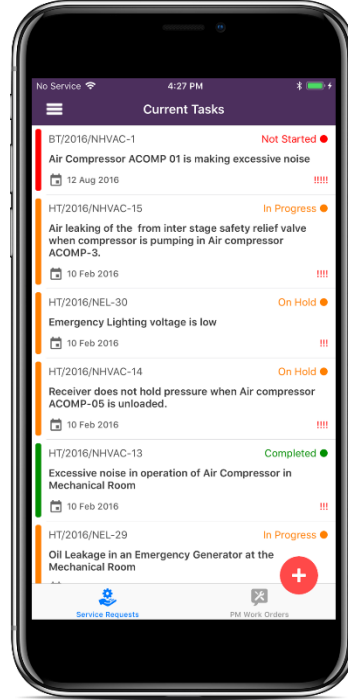 No Service 4:27 PM
Current Tasks
BT/2016/NHVAC-1 Not Started
Air Compressor ACOMP 01 is making excessive noise
12 Aug 2016 !!!!!
HT/2016/NHVAC-15 In Progress
Air leaking of the from inter stage safety relief valve
when compressor is pumping in Air compressor
ACOMP-3.
10 Feb 2016 !!!!
HT/2016/NEL-30 On Hold
Emergency Lighting voltage is low
10 Feb 2016 !!!
HT/2016/NHVAC-14 On Hold
Receiver does not hold pressure when Air compressor
ACOMP-05 is unloaded.
10 Feb 2016 !!!!
HT/2016/NHVAC-13 Completed
Excessive noise in operation of Air Compressor in
Mechanical Room
10 Feb 2016 !!!
HT/2016/NEL-29 In Progress
Oil Leakage in an Emergency Generator at the
Mechanical Room
+
Service Requests PM Work Orders